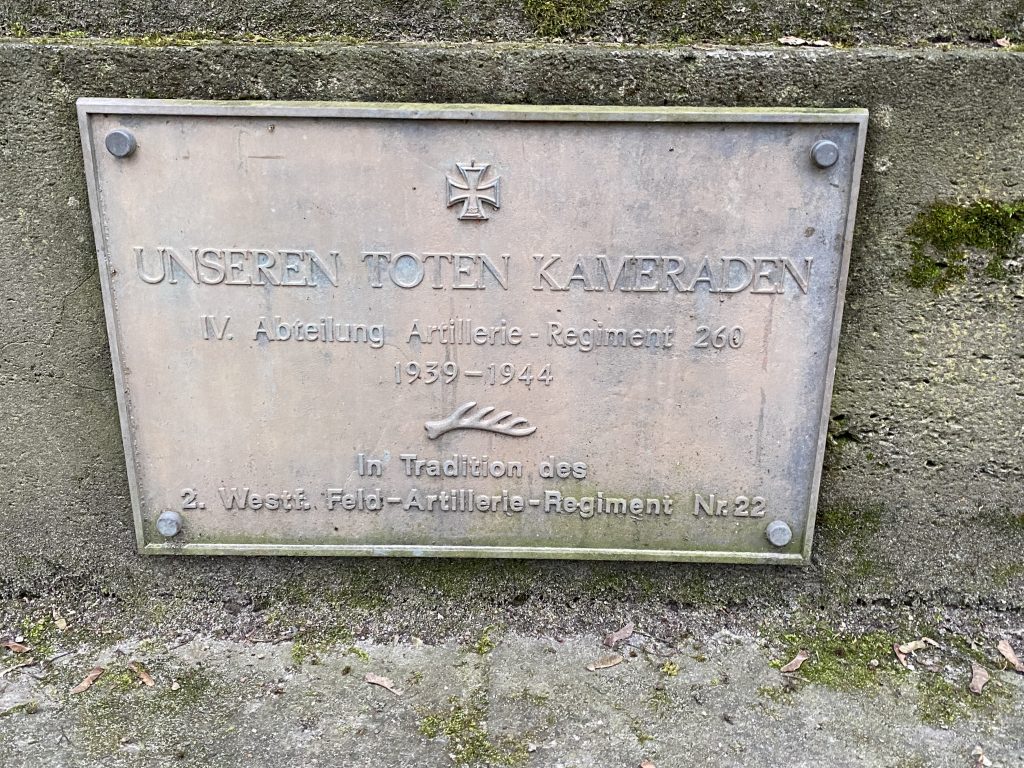 UNSEREN TOTEN KAMERADEN
IV. Abteilung Artillerie-Regiment 260
1939-1944
In Tradition des
2. Westf. Feld-Artillerie-Regiment Nr. 22